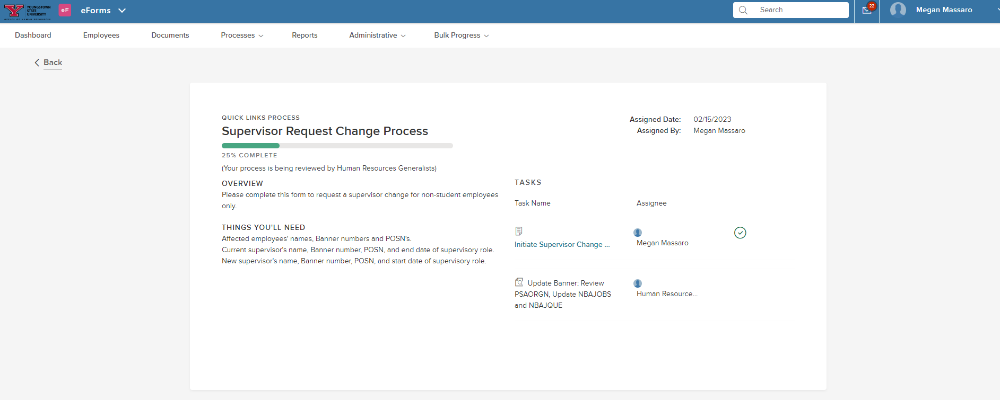 YOUNGSTOWN
STATE
UNIVERSITY
OFFICE OF HUMAN RESOURCES
eF
eForms
Search
22
Megan Massaro
Dashboard
Employees
Documents
Processes
Reports
Administrative
Bulk Progress
Back
QUICK LINKS PROCESS
Supervisor Request Change Process
25% COMPLETE
(Your process is being reviewed by Human Resources Generalists)
Assigned Date: 02/15/2023
Assigned By: Megan Massaro
OVERVIEW
Please complete this form to request a supervisor change for non-student employees
only.
THINGS YOU'LL NEED
Affected employees' names, Banner numbers and POSN's.
Current supervisor's name, Banner number, POSN, and end date of supervisory role.
New supervisor's name, Banner number, POSN, and start date of supervisory role.
TASKS
Task Name Assignee
Initiate Supervisor Change ...
Megan Massaro
Update Banner: Review
PSAORGN, Update NBAJOBS
and NBAJQUE
Human Resource...